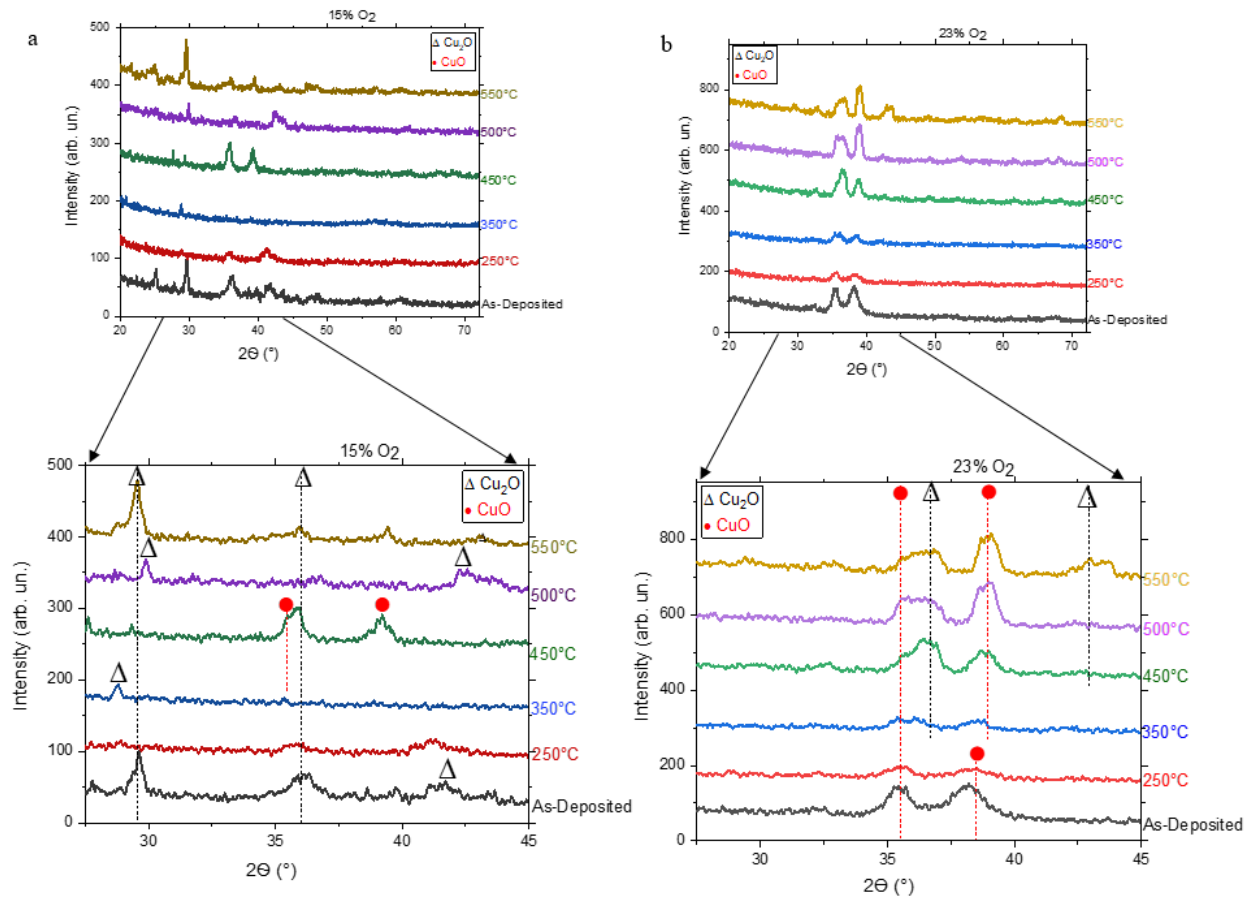 a
15% O2
500
400
300
200
100
0
Intensity (arb. un.)
Δ Cu2O
● CuO
550°C
500°C
450°C
350°C
250°C
As-Deposited
20
30
40
50
60
70
2Θ (°)
b
23% O2
800
600
400
200
0
Intensity (arb. un.)
Δ Cu2O
● CuO
550°C
500°C
450°C
350°C
250°C
As-Deposited
20
30
40
50
60
70
2Θ (°)
15% O2
500
400
300
200
100
0
Intensity (arb. un.)
Δ Cu2O
● CuO
Δ
Δ
Δ
Δ
Δ
Δ
550°C
500°C
450°C
350°C
250°C
As-Deposited
30
35
40
45
2Θ (°)
23% O2
800
600
400
200
0
Intensity (arb. un.)
Δ Cu2O
● CuO
Δ
Δ
550°C
500°C
450°C
350°C
250°C
As-Deposited
30
35
40
45
2Θ (°)